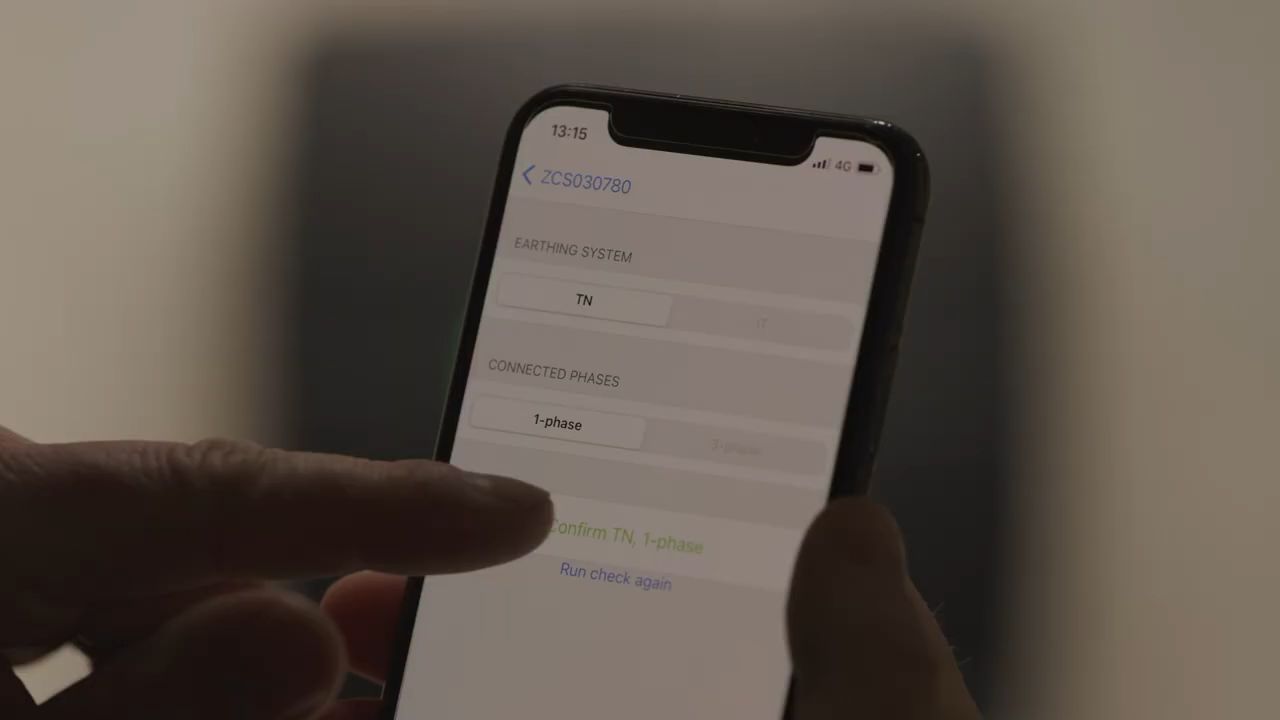 13:15
4G
ZCS030780
EARTHING SYSTEM
TN
IT
CONNECTED PHASES
1-phase
3-phase
Confirm TN, 1-phase
Run check again